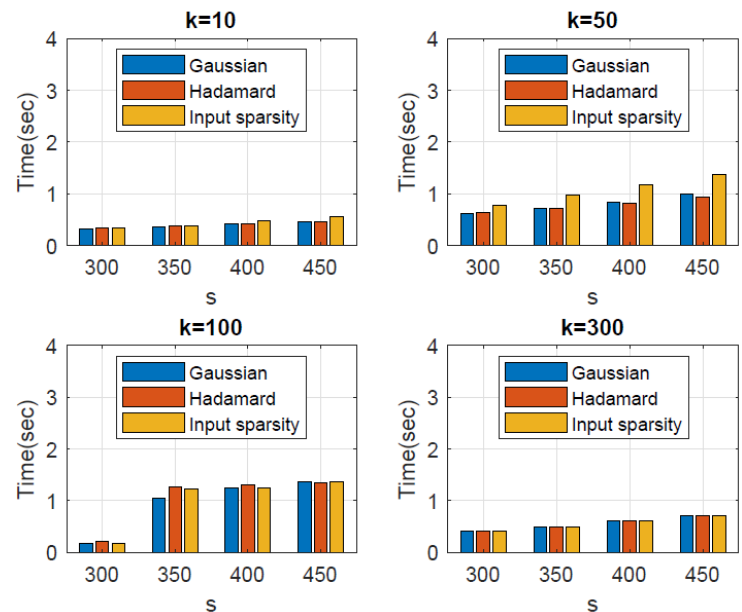 k=10
4
3
2
1
0
Time(sec)
Gaussian
Hadamard
Input sparsity
300 350 400 450
s
k=50
4
3
2
1
0
Time(sec)
Gaussian
Hadamard
Input sparsity
300 350 400 450
s
k=100
4
3
2
1
0
Time(sec)
Gaussian
Hadamard
Input sparsity
300 350 400 450
s
k=300
4
3
2
1
0
Time(sec)
Gaussian
Hadamard
Input sparsity
300 350 400 450
s